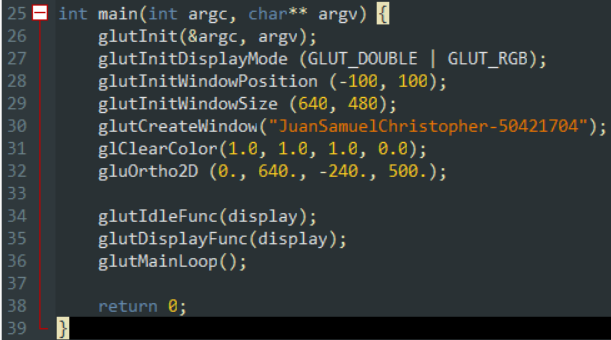 25 int main(int argc, char** argv) {
26 glutInit(&argc, argv);
27 glutInitDisplayMode (GLUT_DOUBLE | GLUT_RGB);
28 glutInitWindowPosition (-100, 100);
29 glutInitWindowSize (640, 480);
30 glutCreateWindow("JuanSamuelChristopher-50421704");
31 glClearColor(1.0, 1.0, 1.0, 0.0);
32 gluOrtho2D (0., 640., -240., 500.);
33
34 glutIdleFunc(display);
35 glutDisplayFunc(display);
36 glutMainLoop();
37
38 return 0;
39 }